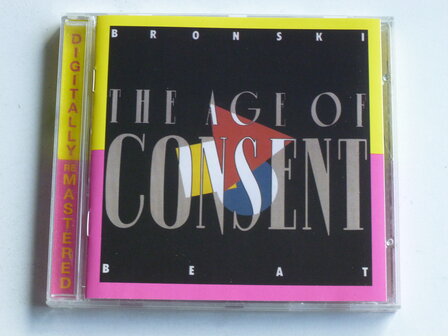 BRONSKI
THE AGE OF
CONSENT
BEAT
DIGITALLY REMASTERED